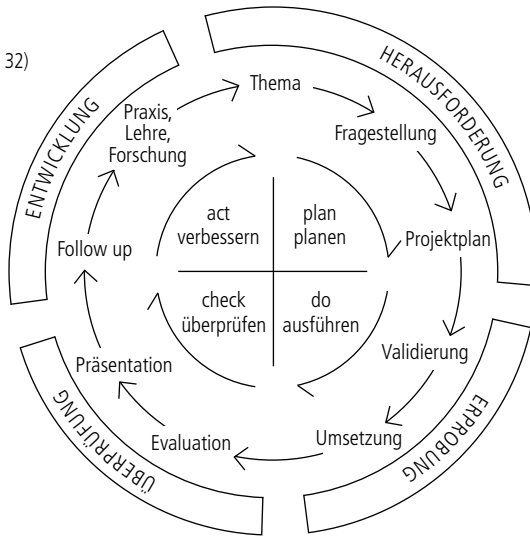 32)
HERAUSFORDERUNG
ERPROBUNG
ÜBERPRÜFUNG
ENTWICKLUNG
Thema
Fragestellung
Projektplan
Validierung
Umsetzung
Evaluation
Präsentation
Follow up
Praxis,
Lehre,
Forschung
act
verbessern
plan
planen
check
überprüfen
do
ausführen